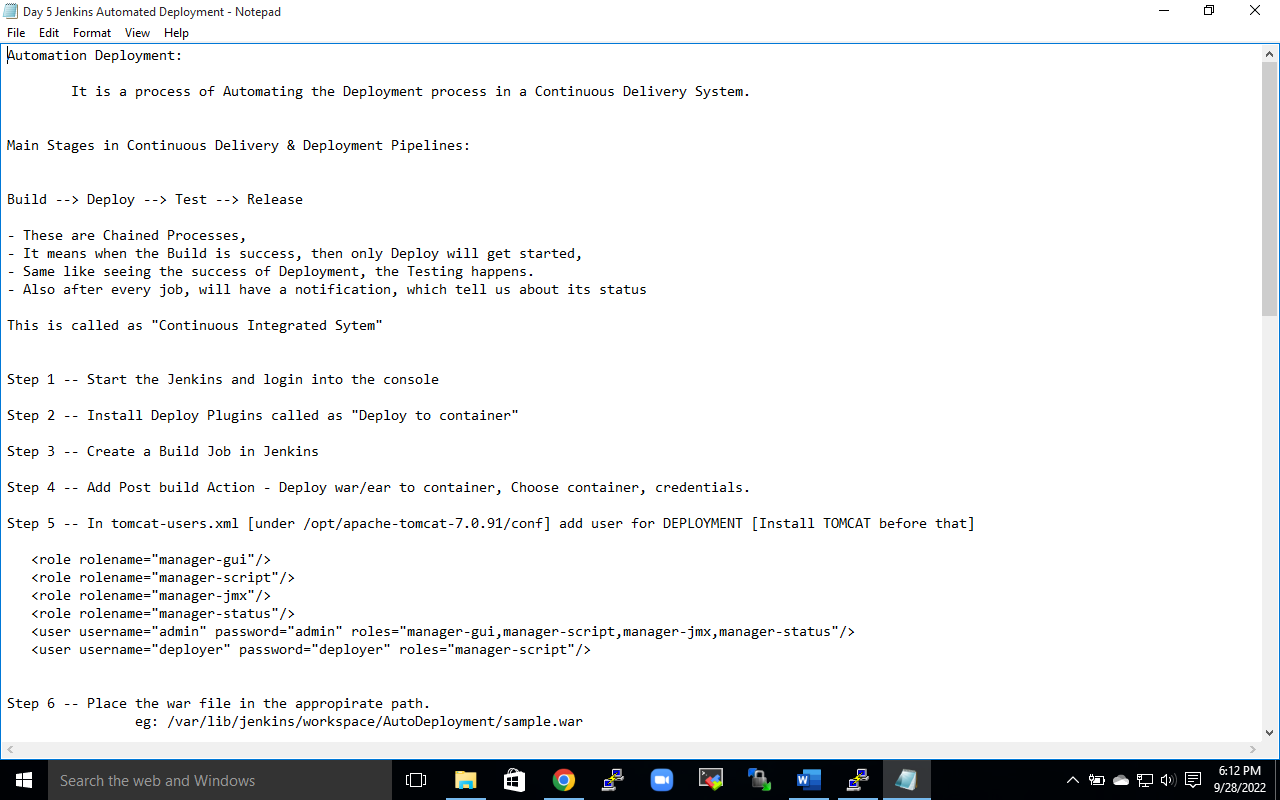 Day 5 Jenkins Automated Deployment - Notepad
File Edit Format View Help
Automation Deployment:
It is a process of Automating the Deployment process in a Continuous Delivery System.
Main Stages in Continuous Delivery & Deployment Pipelines:
Build --> Deploy --> Test --> Release
- These are Chained Processes,
- It means when the Build is success, then only Deploy will get started,
- Same like seeing the success of Deployment, the Testing happens.
- Also after every job, will have a notification, which tell us about its status
This is called as "Continuous Integrated Sytem"
Step 1 -- Start the Jenkins and login into the console
Step 2 -- Install Deploy Plugins called as "Deploy to container"
Step 3 -- Create a Build Job in Jenkins
Step 4 -- Add Post build Action - Deploy war/ear to container, Choose container, credentials.
Step 5 -- In tomcat-users.xml [under /opt/apache-tomcat-7.0.91/conf] add user for DEPLOYMENT [Install TOMCAT before that]
<role rolename="manager-gui"/>
<role rolename="manager-script"/>
<role rolename="manager-jmx"/>
<role rolename="manager-status"/>
<user username="admin" password="admin" roles="manager-gui,manager-script,manager-jmx,manager-status"/>
<user username="deployer" password="deployer" roles="manager-script"/>
Step 6 -- Place the war file in the appropirate path.
eg: /var/lib/jenkins/workspace/AutoDeployment/sample.war
Search the web and Windows
6:12 PM
9/28/2022